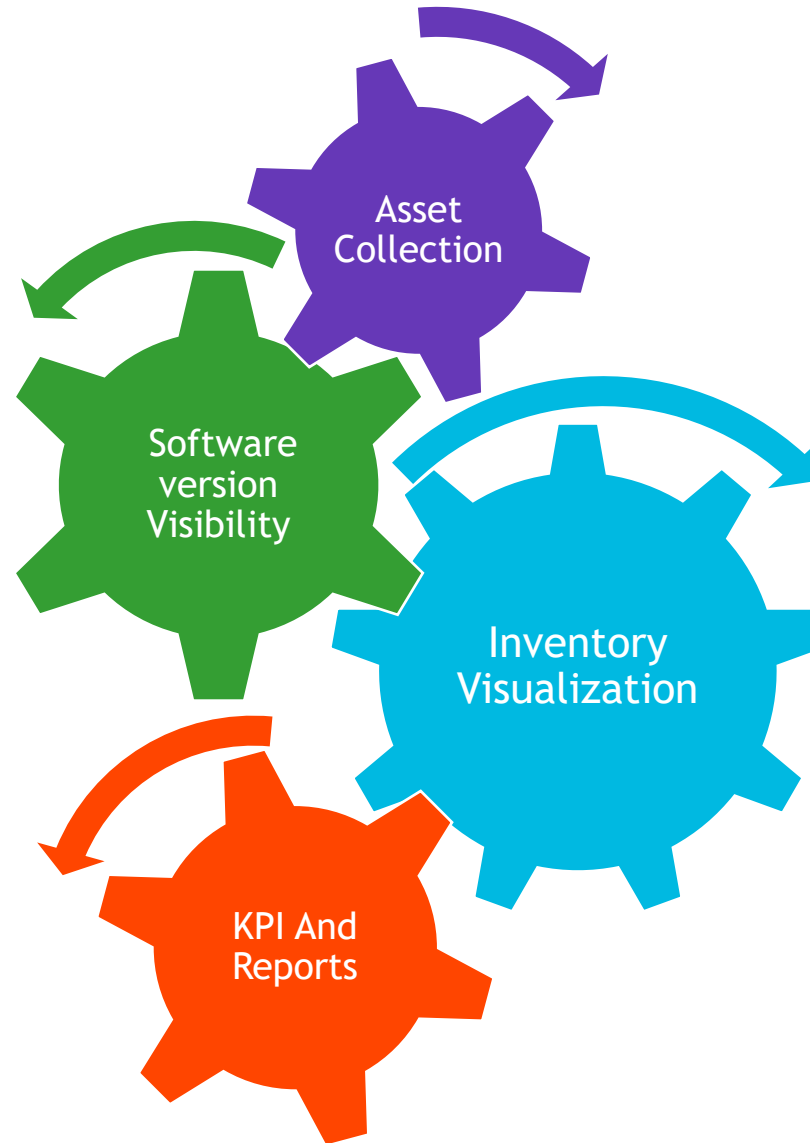 Asset
Collection
Software
version
Visibility
Inventory
Visualization
KPI And
Reports